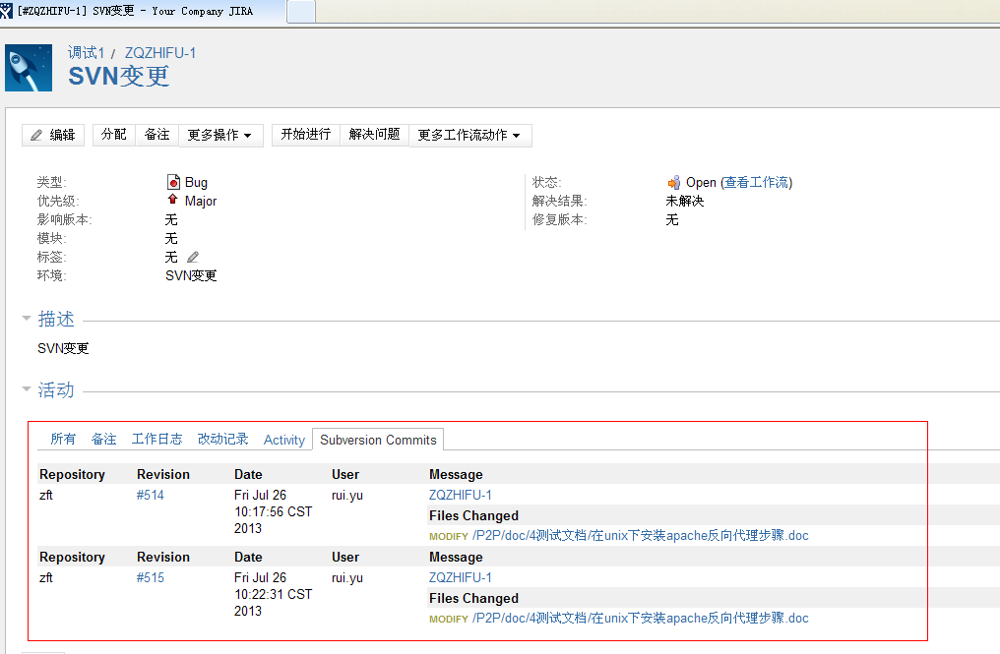 [#ZQZHIFU-1] SVN变更 - Your Company JIRA
调试1 / ZQZHIFU-1
SVN变更
编辑 分配 备注 更多操作 开始进行 解决问题 更多工作流动作
类型: Bug 状态: Open (查看工作流)
优先级: Major 解决结果: 未解决
影响版本: 无 修复版本: 无
模块: 无
标签: 无
环境: SVN变更
描述
SVN变更
活动
所有 备注 工作日志 改动记录 Activity Subversion Commits
Repository Revision Date User Message
zft #514 Fri Jul 26 rui.yu ZQZHIFU-1
10:17:56 CST Files Changed
2013 MODIFY /P2P/doc/4测试文档/在unix下安装apache反向代理步骤.doc
Repository Revision Date User Message
zft #515 Fri Jul 26 rui.yu ZQZHIFU-1
10:22:31 CST Files Changed
2013 MODIFY /P2P/doc/4测试文档/在unix下安装apache反向代理步骤.doc